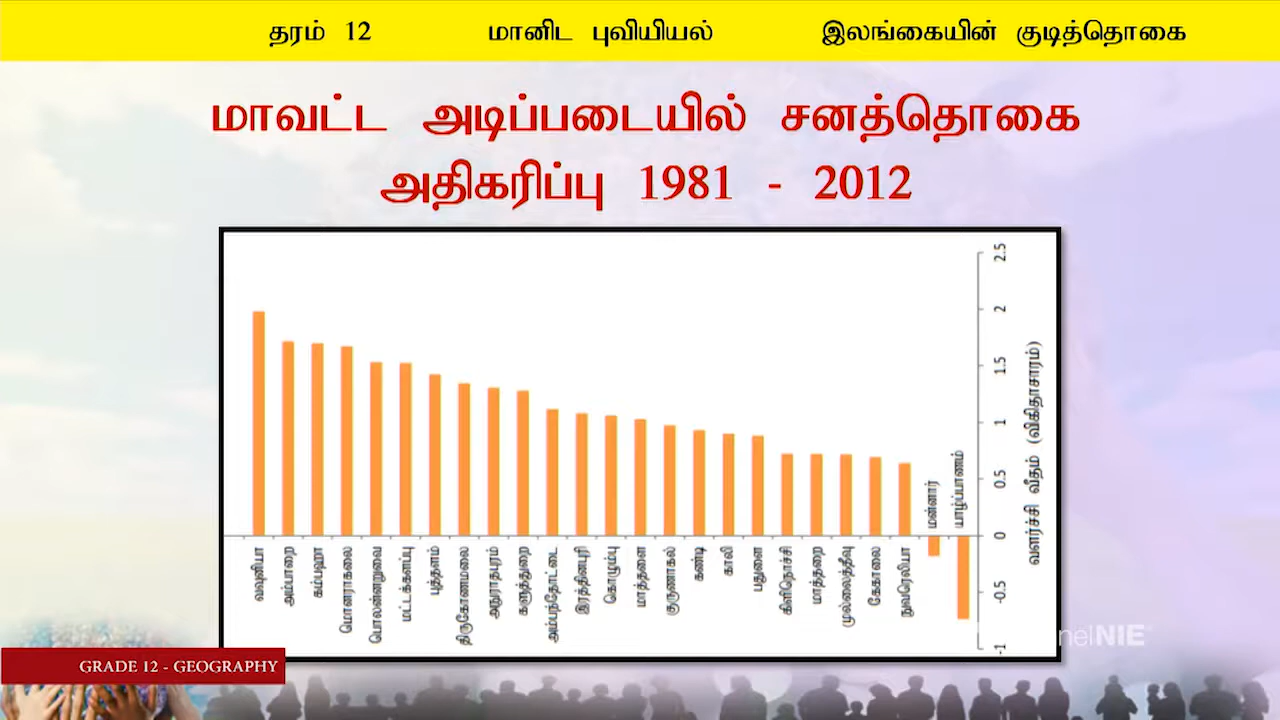 தரம் 12 மானிட புவியியல் இலங்கையின் குடித்தொகை
மாவட்ட அடிப்படையில் சனத்தொகை
அதிகரிப்பு 1981 - 2012
2.5
2
1.5
1
0.5
0
-0.5
-1
வளர்ச்சி வீதம் (விகிதாசாரம்)
வவுனியா
அம்பாறை
கம்பஹா
மொனராகலை
பொலன்னறுவை
மட்டக்களப்பு
புத்தளம்
திருகோணமலை
அநுராதபுரம்
களுத்துறை
அம்பந்தோட்டை
இரத்தினபுரி
கொழும்பு
மாத்தளை
குருணாகல்
கண்டி
காலி
பதுளை
கிளிநொச்சி
மாத்தறை
முல்லைத்தீவு
கேகாலை
நுவரெலியா
மன்னார்
யாழ்ப்பாணம்
nelNIE
GRADE 12 - GEOGRAPHY